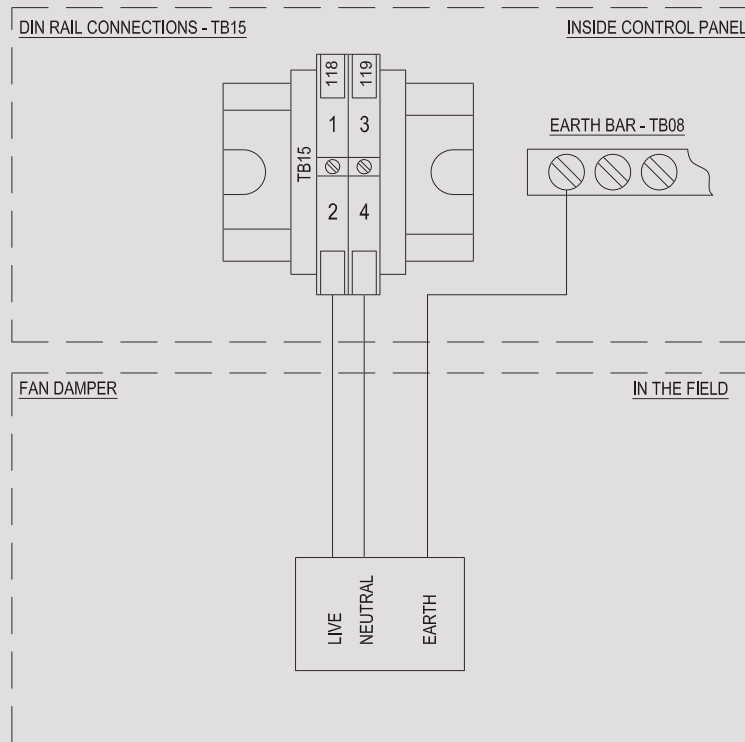 DIN RAIL CONNECTIONS - TB15
INSIDE CONTROL PANEL
118
119
1
3
TB15
2
4
EARTH BAR - TB08
FAN DAMPER
IN THE FIELD
LIVE
NEUTRAL
EARTH